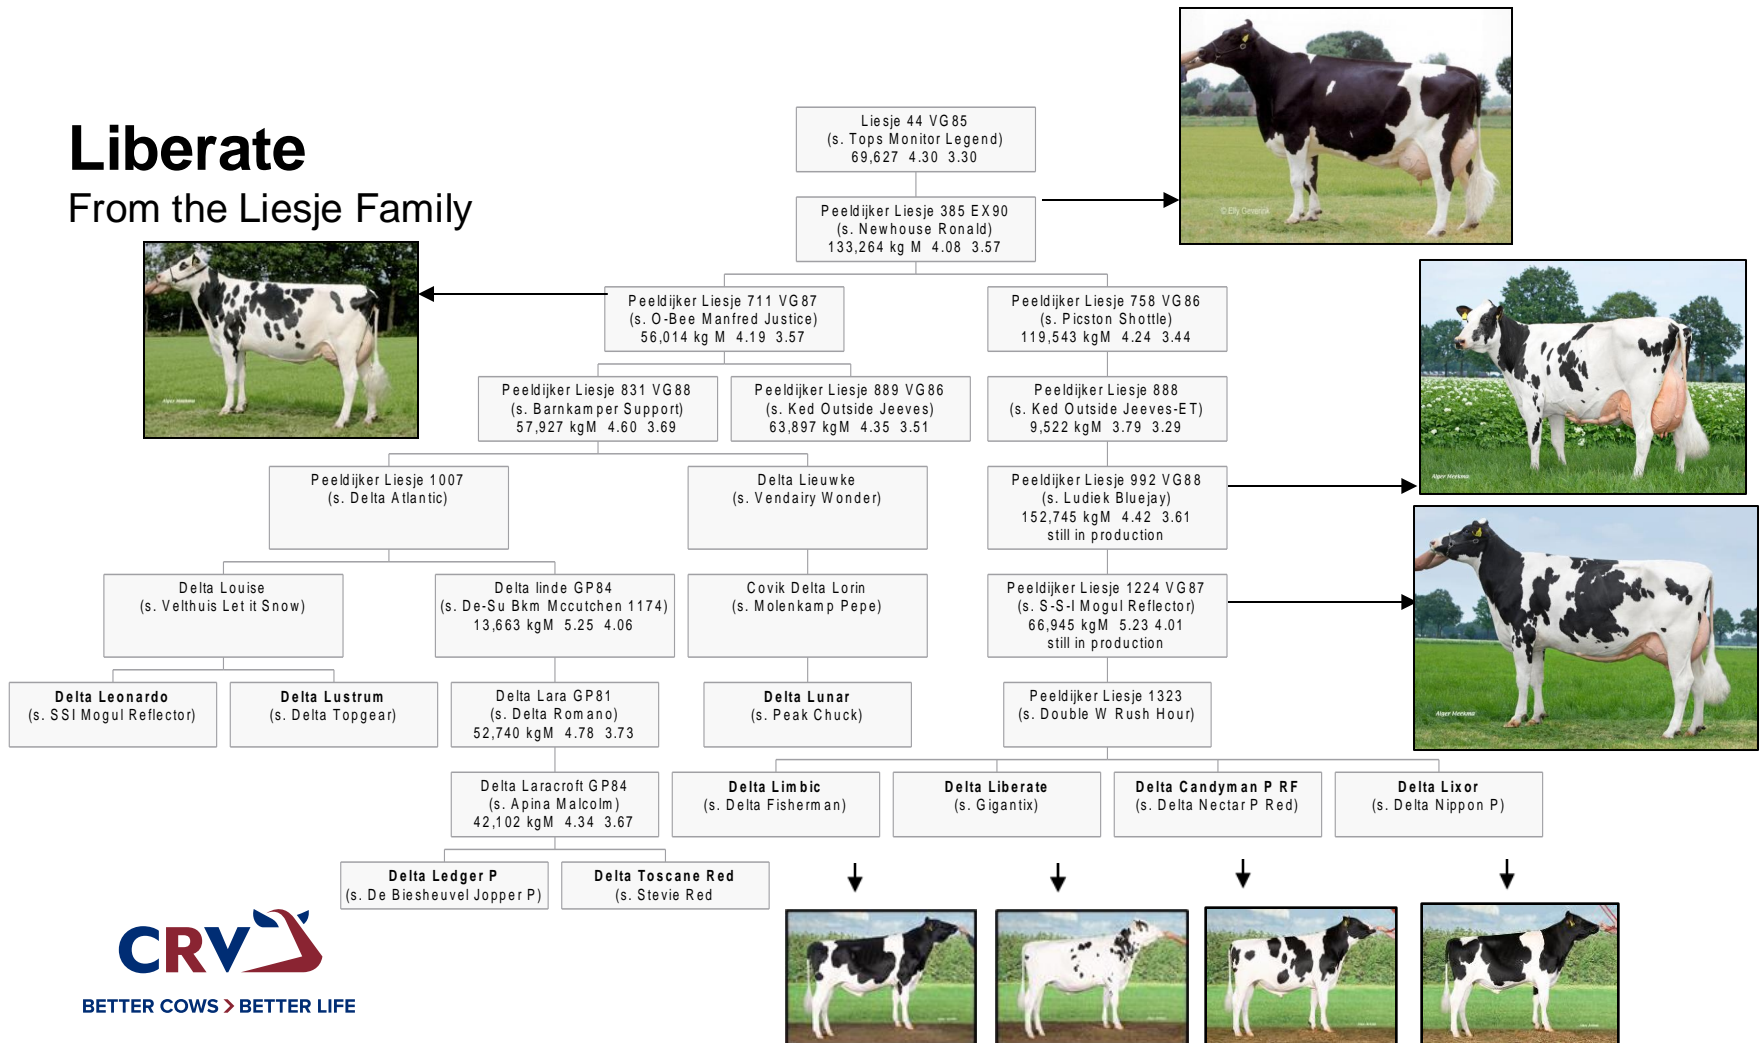 Liberate
From the Liesje Family
Liesje 44 VG85
(s. Tops Monitor Legend)
69,627 4.30 3.30
© Elly Geverink
Peeldijker Liesje 385 EX90
(s. Newhouse Ronald)
133,264 kg M 4.08 3.57
Peeldijker Liesje 711 VG87
(s. O-Bee Manfred Justice)
56,014 kg M 4.19 3.57
Peeldijker Liesje 758 VG86
(s. Picston Shottle)
119,543 kgM 4.24 3.44
Alger Meekma
Peeldijker Liesje 831 VG88
(s. Barnkamper Support)
57,927 kgM 4.60 3.69
Peeldijker Liesje 889 VG86
(s. Ked Outside Jeeves)
63,897 kgM 4.35 3.51
Peeldijker Liesje 888
(s. Ked Outside Jeeves-ET)
9,522 kgM 3.79 3.29
Peeldijker Liesje 1007
(s. Delta Atlantic)
Delta Lieuwke
(s. Vendairy Wonder)
Peeldijker Liesje 992 VG88
(s. Ludiek Bluejay)
152,745 kgM 4.42 3.61
still in production
Alger Meekma
Delta Louise
(s. Velthuis Let it Snow)
Delta linde GP84
(s. De-Su Bkm Mccutchen 1174)
13,663 kgM 5.25 4.06
Covik Delta Lorin
(s. Molenkamp Pepe)
Peeldijker Liesje 1224 VG87
(s. S-S-I Mogul Reflector)
66,945 kgM 5.23 4.01
still in production
Alger Meekma
Delta Leonardo
(s. SSI Mogul Reflector)
Delta Lustrum
(s. Delta Topgear)
Delta Lara GP81
(s. Delta Romano)
52,740 kgM 4.78 3.73
Delta Lunar
(s. Peak Chuck)
Peeldijker Liesje 1323
(s. Double W Rush Hour)
Delta Laracroft GP84
(s. Apina Malcolm)
42,102 kgM 4.34 3.67
Delta Limbic
(s. Delta Fisherman)
Delta Liberate
(s. Gigantix)
Delta Candyman P RF
(s. Delta Nectar P Red)
Delta Lixor
(s. Delta Nippon P)
Delta Ledger P
(s. De Biesheuvel Jopper P)
Delta Toscane Red
(s. Stevie Red
CRV
BETTER COWS > BETTER LIFE